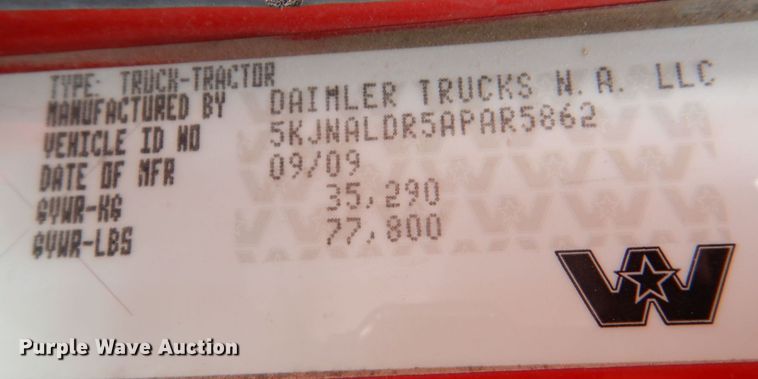 TYPE: TRUCK-TRACTOR
MANUFACTURED BY DAIMLER TRUCKS N.A. LLC
VEHICLE ID NO 5KJNALDR5APAR5862
DATE OF MFR 09/09
GVWR-KG 35,290
GVWR-LBS 77,800
W
Purple Wave Auction